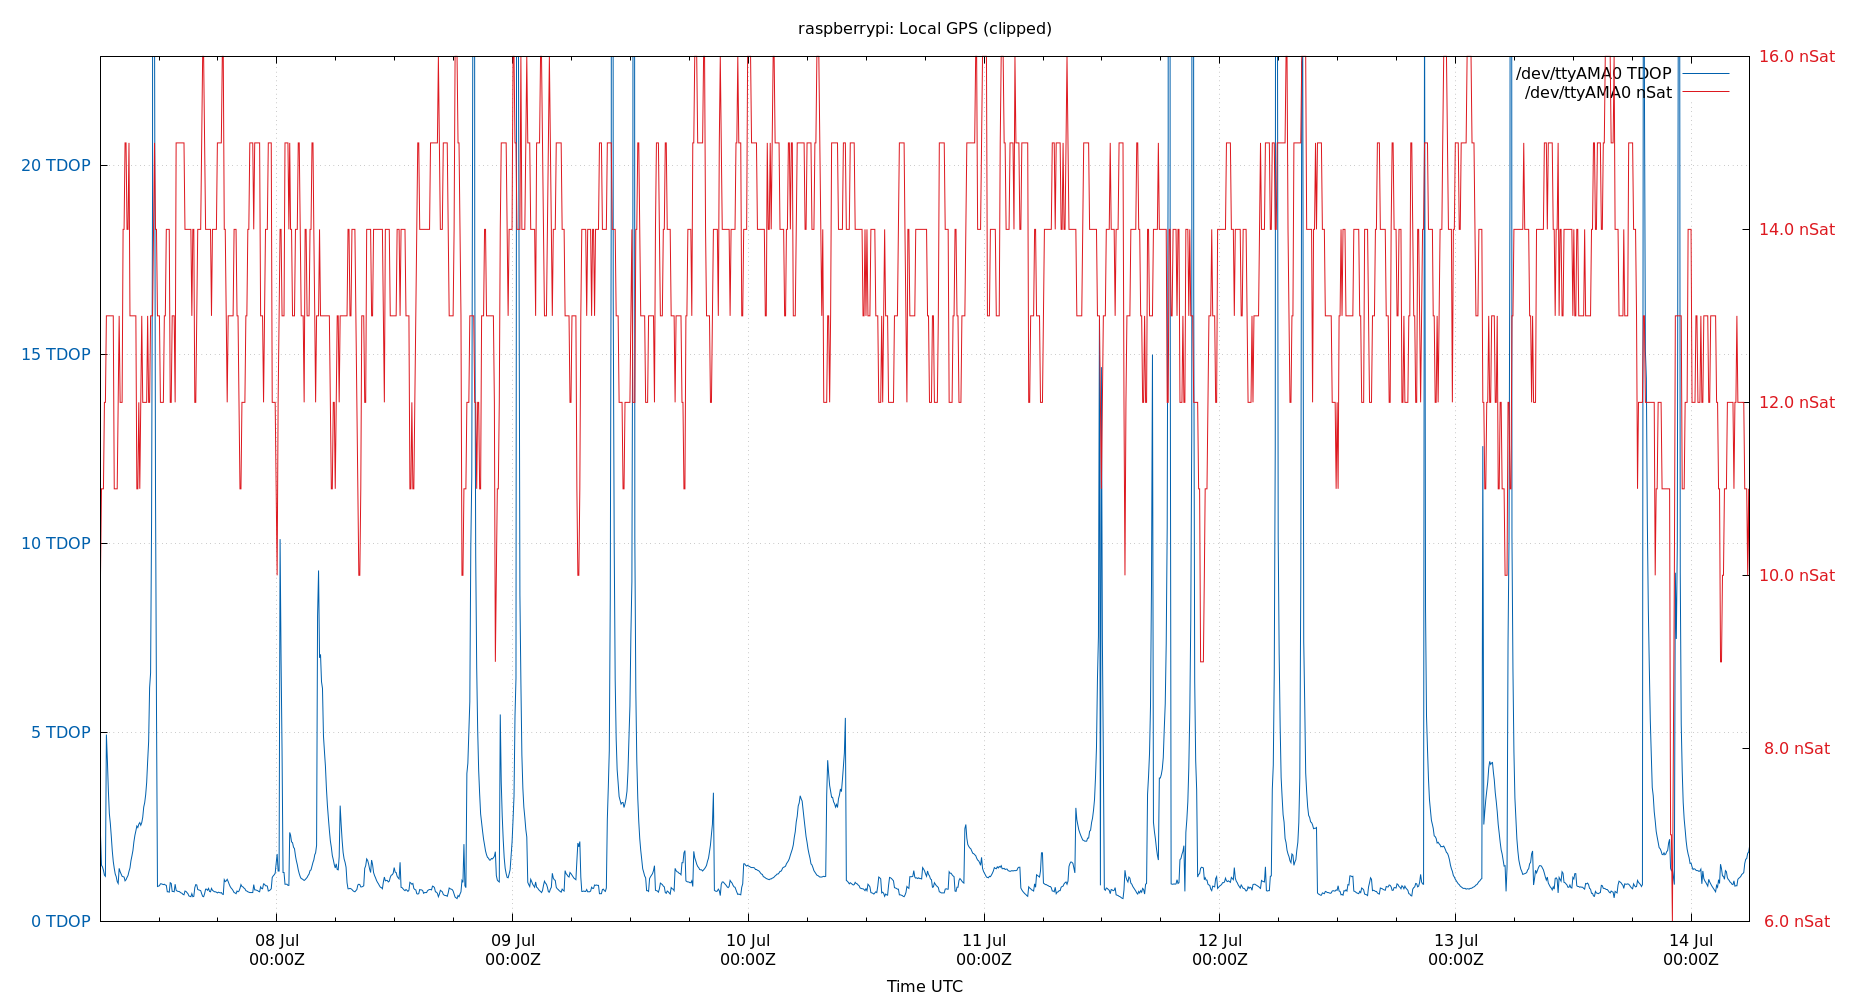 raspberrypi: Local GPS (clipped)
16.0 nSat
/dev/ttyAMA0 TDOP
/dev/ttyAMA0 nSat
20 TDOP
14.0 nSat
15 TDOP
12.0 nSat
10 TDOP
10.0 nSat
5 TDOP
8.0 nSat
0 TDOP
6.0 nSat
08 Jul
00:00Z
09 Jul
00:00Z
10 Jul
00:00Z
11 Jul
00:00Z
12 Jul
00:00Z
13 Jul
00:00Z
14 Jul
00:00Z
Time UTC